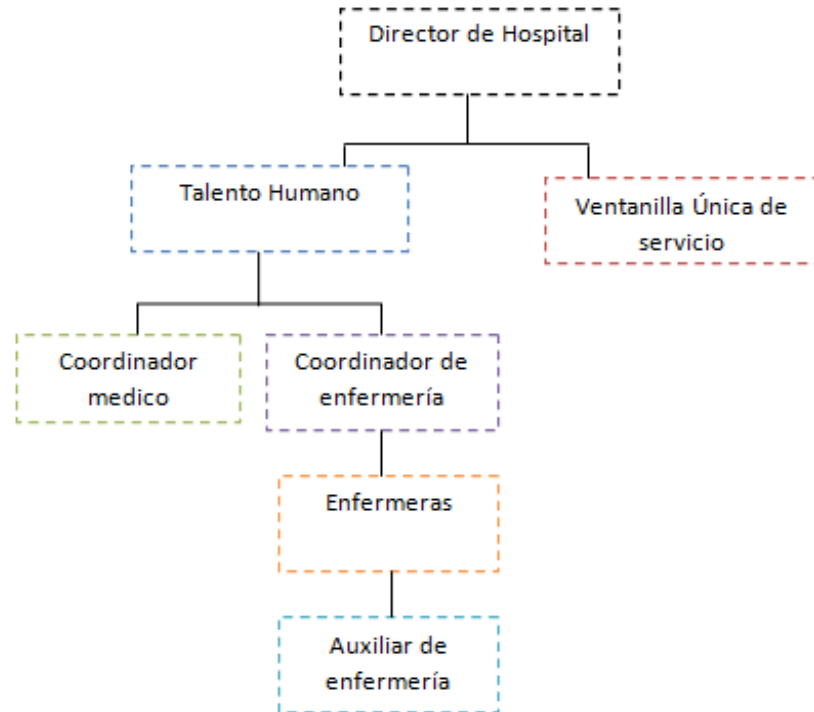 Director de Hospital
Talento Humano
Ventanilla Única de
servicio
Coordinador
medico
Coordinador de
enfermería
Enfermeras
Auxiliar de
enfermería